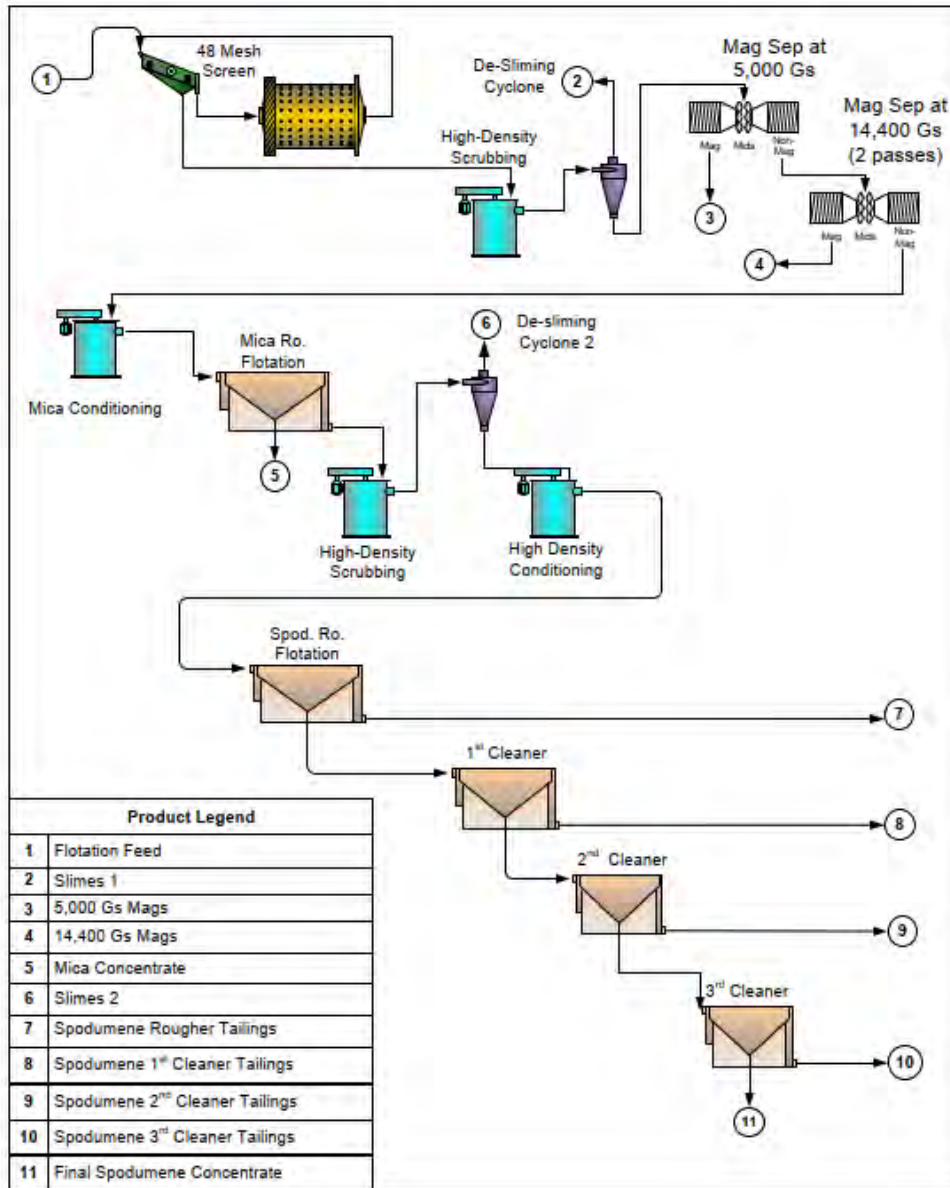 1
48 Mesh
Screen
De-Sliming
Cyclone
2
Mag Sep at
5,000 Gs
Mag Sep at
14,400 Gs
(2 passes)
High-Density
Scrubbing
Mag
Mids
Non-
Mag
3
Mag
Mids
Non-
Mag
4
Mica Conditioning
Mica Ro.
Flotation
5
6
De-sliming
Cyclone 2
High-Density
Scrubbing
High Density
Conditioning
Spod. Ro.
Flotation
7
1st Cleaner
8
2nd Cleaner
9
3rd Cleaner
10
11
Product Legend
1 Flotation Feed
2 Slimes 1
3 5,000 Gs Mags
4 14,400 Gs Mags
5 Mica Concentrate
6 Slimes 2
7 Spodumene Rougher Tailings
8 Spodumene 1st Cleaner Tailings
9 Spodumene 2nd Cleaner Tailings
10 Spodumene 3rd Cleaner Tailings
11 Final Spodumene Concentrate